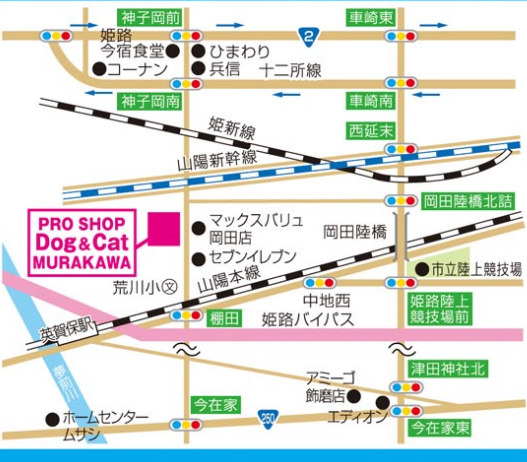 神子岡前
車崎東
姫路
今宿食堂
ひまわり
2
コーナン
兵信
十二所線
神子岡南
車崎南
姫新線
西延末
山陽新幹線
岡田陸橋北詰
PRO SHOP
Dog&Cat
MURAKAWA
マックスバリュ
岡田店
岡田陸橋
セブンイレブン
市立陸上競技場
荒川小
文
山陽本線
中地西
姫路陸上
競技場前
英賀保駅
棚田
姫路バイパス
夢前川
津田神社北
アミーゴ
飾磨店
エディオン
今在家
ホームセンター
ムサシ
250
今在家東